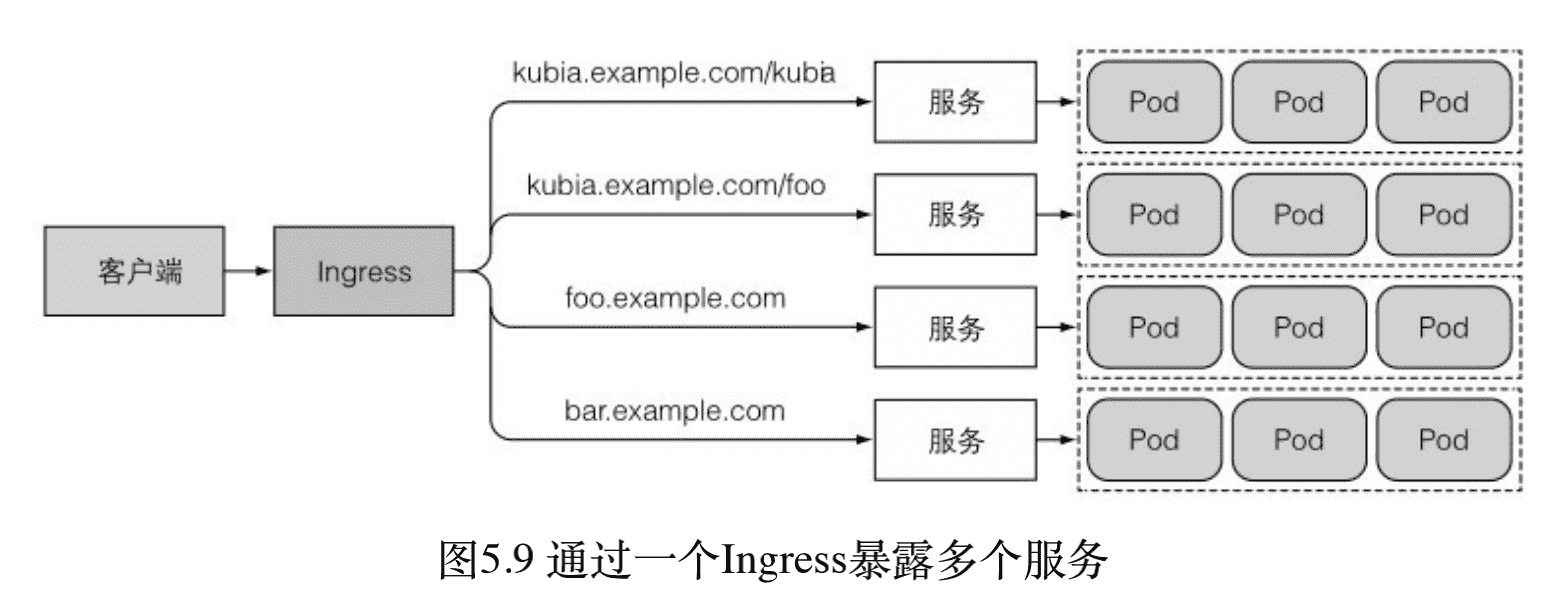 kubia.example.com/kubia
服务
Pod
Pod
Pod
kubia.example.com/foo
服务
Pod
Pod
Pod
客户端
Ingress
foo.example.com
服务
Pod
Pod
Pod
bar.example.com
服务
Pod
Pod
Pod
图5.9 通过一个Ingress暴露多个服务